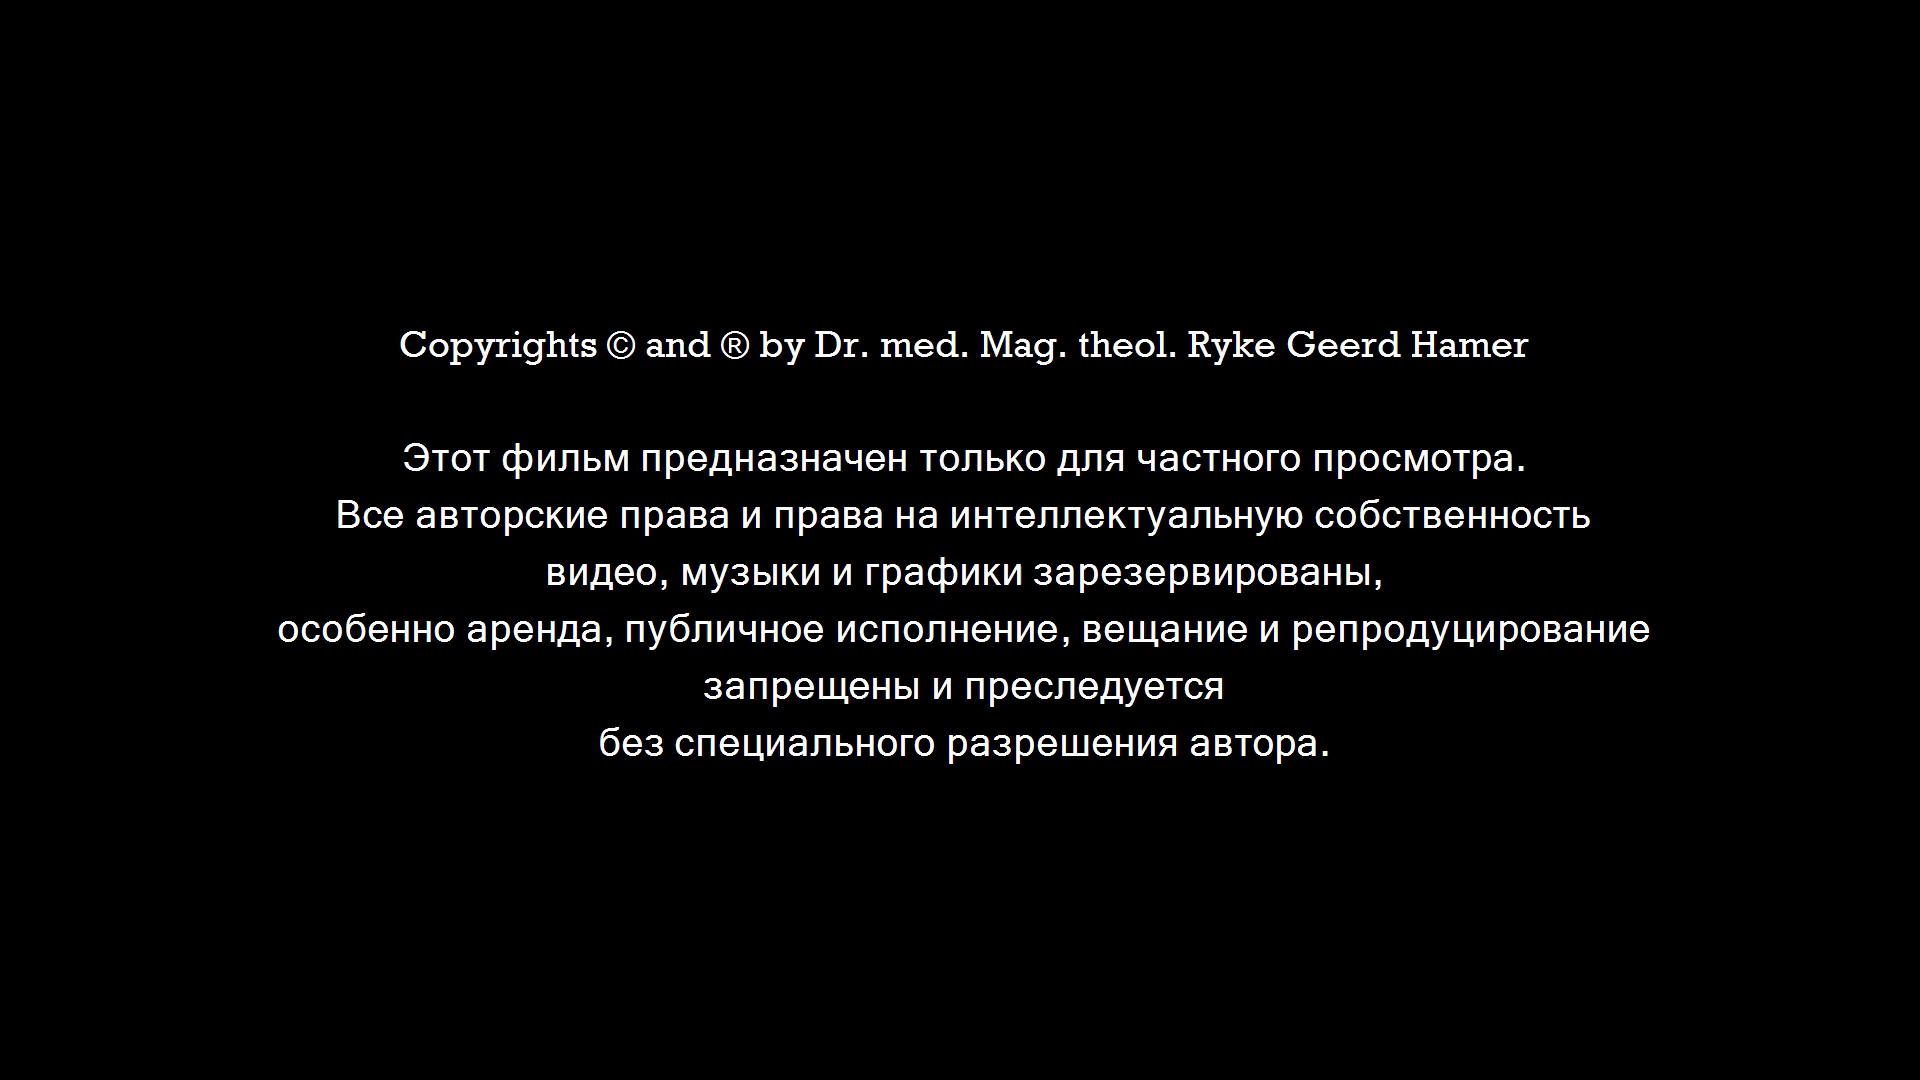 Copyrights © and ® by Dr. med. Mag. theol. Ryke Geerd Hamer
Этот фильм предназначен только для частного просмотра.
Все авторские права и права на интеллектуальную собственность
видео, музыки и графики зарезервированы,
особенно аренда, публичное исполнение, вещание и репродуцирование
запрещены и преследуется
без специального разрешения автора.